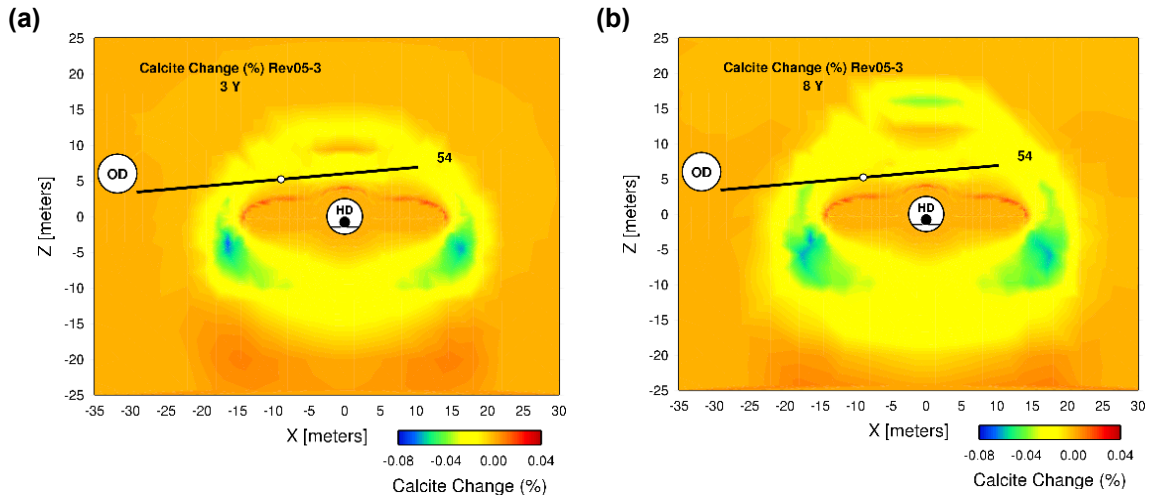 (a)
Calcite Change (%) Rev05-3
3 Y
54
OD
HD
Z [meters]
25
20
15
10
5
0
-5
-10
-15
-20
-25
-35 -30 -25 -20 -15 -10 -5 0 5 10 15 20 25 30
X [meters]
-0.08 -0.04 0.00 0.04
Calcite Change (%)
(b)
Calcite Change (%) Rev05-3
8 Y
54
OD
HD
Z [meters]
25
20
15
10
5
0
-5
-10
-15
-20
-25
-35 -30 -25 -20 -15 -10 -5 0 5 10 15 20 25 30
X [meters]
-0.08 -0.04 0.00 0.04
Calcite Change (%)